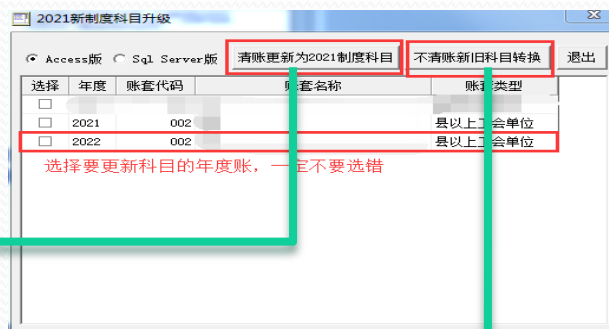 2021新制度科目升级
Access版 Sql Server版 清账更新为2021制度科目 不清账新旧科目转换 退出
选择 年度 账套代码 账套名称 账套类型
2021 002 县以上工会单位
2022 002 县以上工会单位
选择要更新科目的年度账，一定不要选错